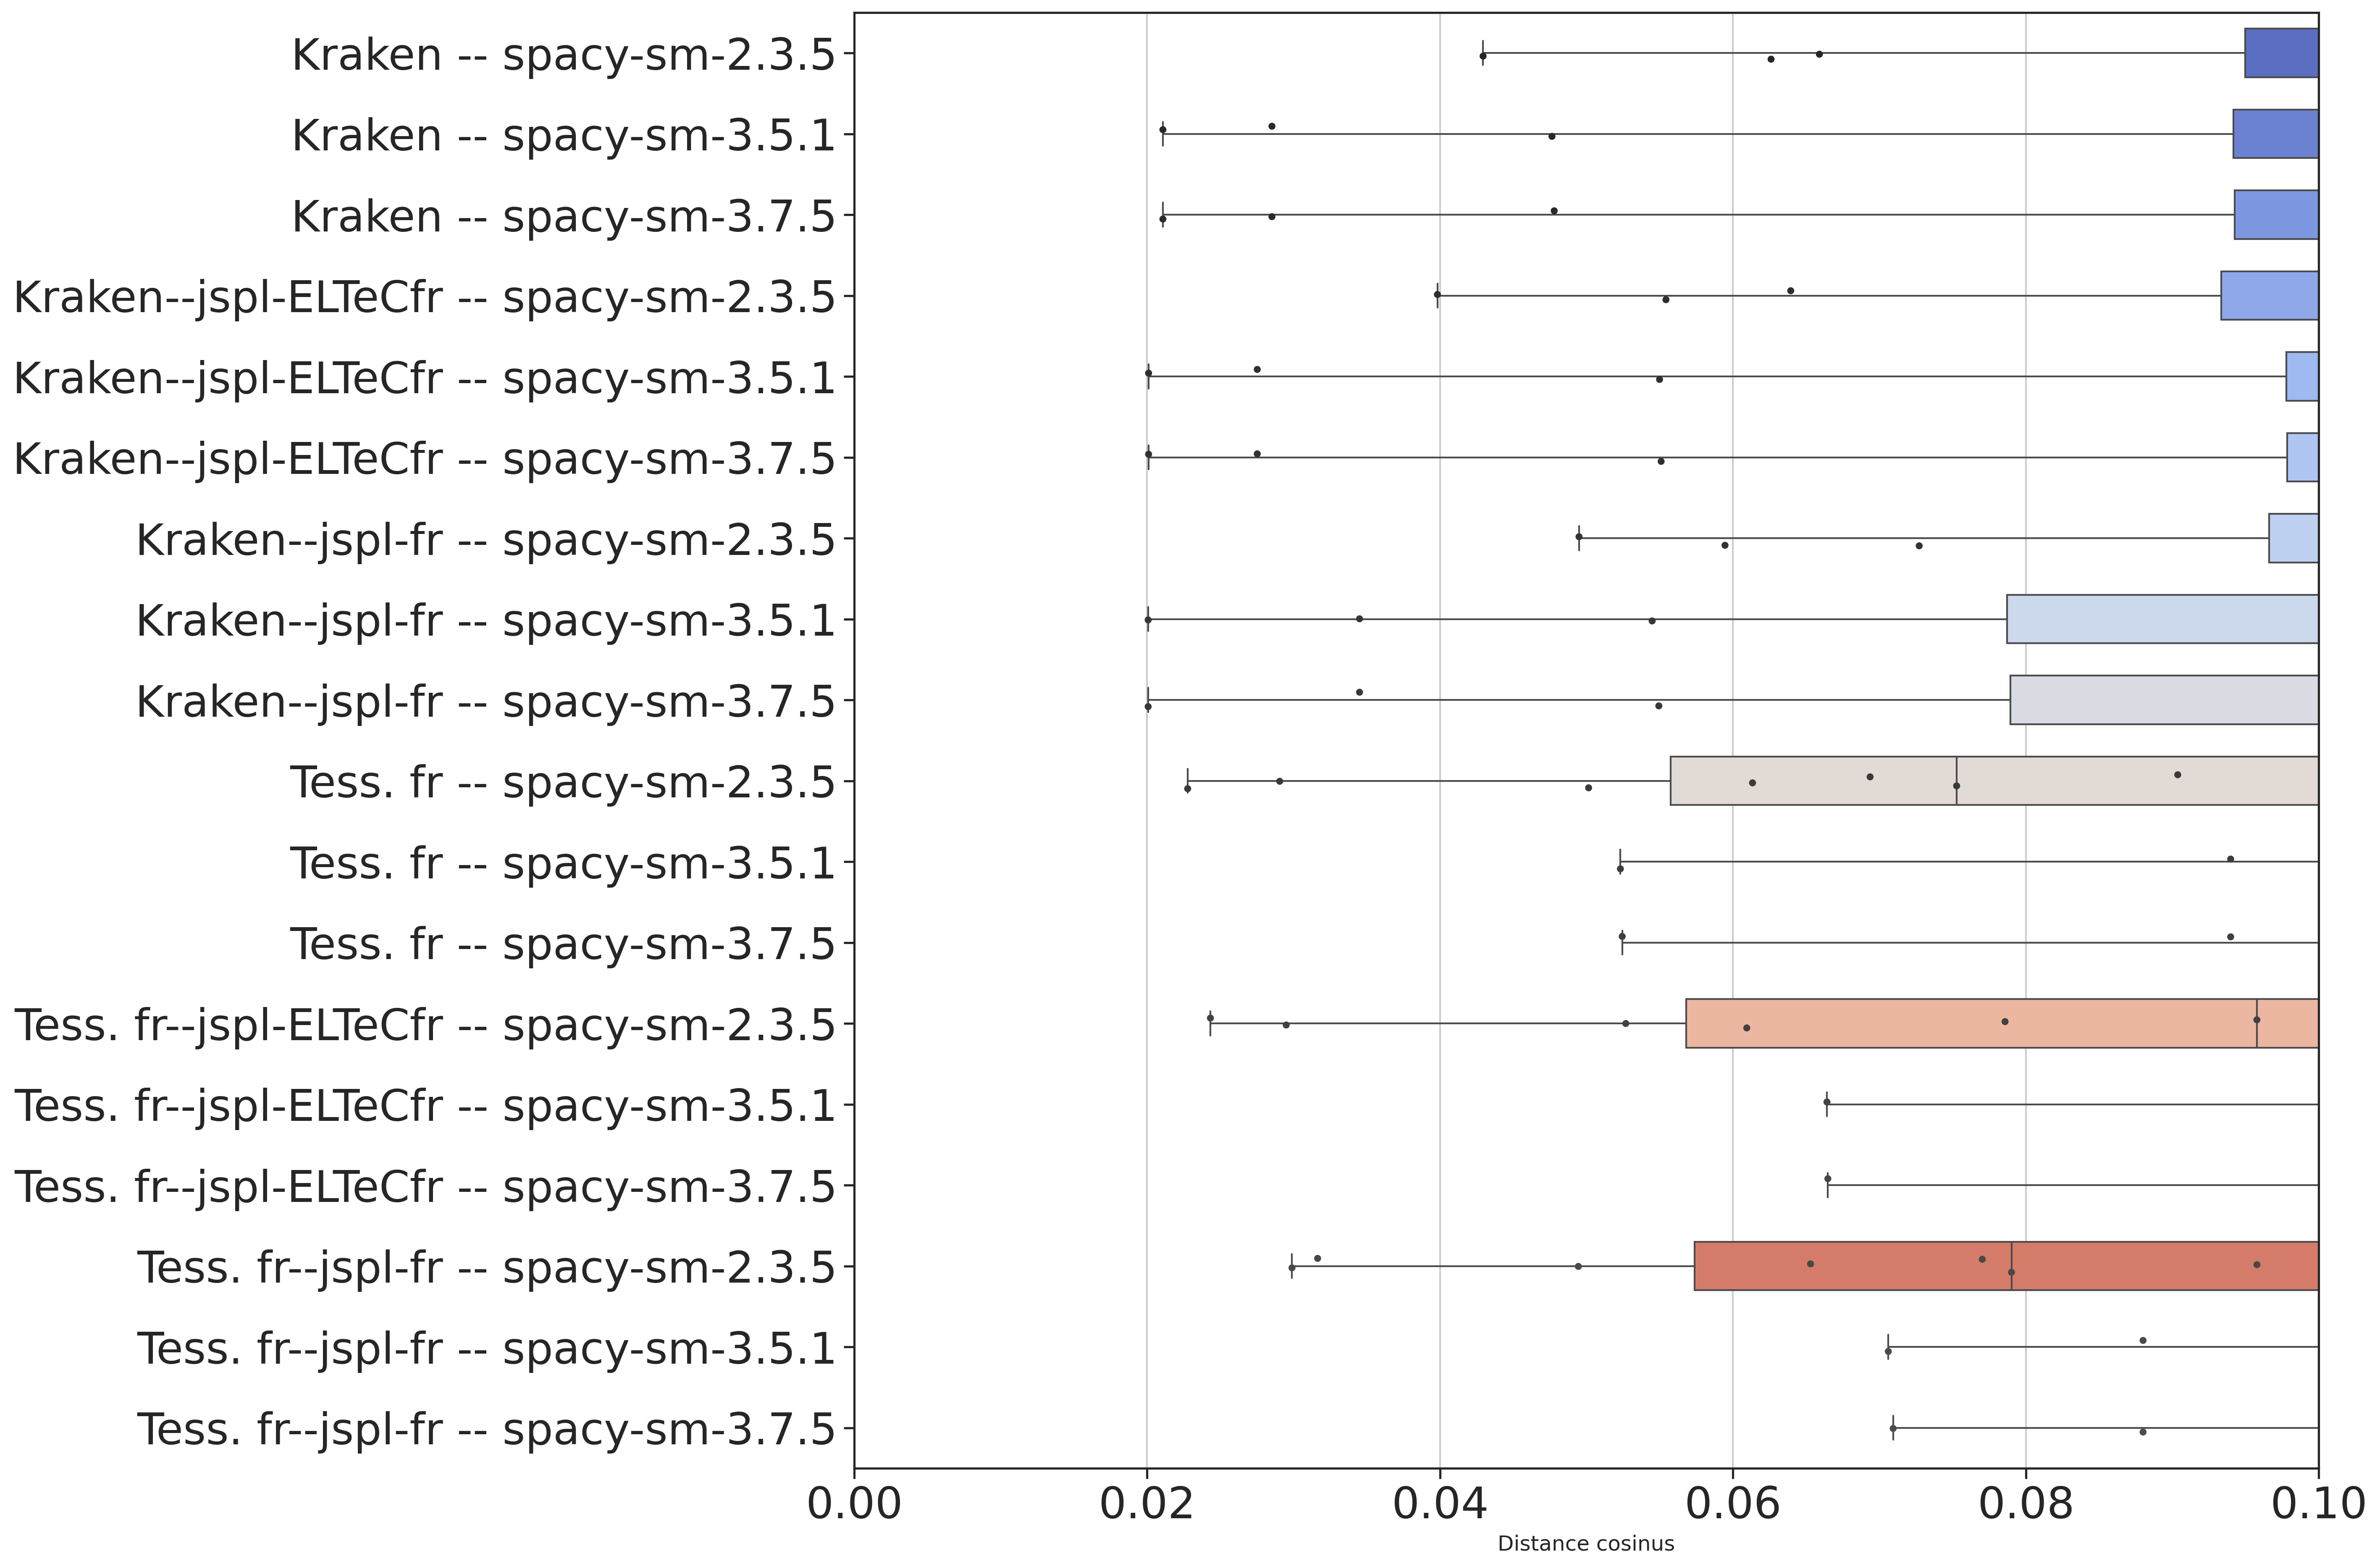 Kraken -- spacy-sm-2.3.5
Kraken -- spacy-sm-3.5.1
Kraken -- spacy-sm-3.7.5
Kraken--jspl-ELTeCfr -- spacy-sm-2.3.5
Kraken--jspl-ELTeCfr -- spacy-sm-3.5.1
Kraken--jspl-ELTeCfr -- spacy-sm-3.7.5
Kraken--jspl-fr -- spacy-sm-2.3.5
Kraken--jspl-fr -- spacy-sm-3.5.1
Kraken--jspl-fr -- spacy-sm-3.7.5
Tess. fr -- spacy-sm-2.3.5
Tess. fr -- spacy-sm-3.5.1
Tess. fr -- spacy-sm-3.7.5
Tess. fr--jspl-ELTeCfr -- spacy-sm-2.3.5
Tess. fr--jspl-ELTeCfr -- spacy-sm-3.5.1
Tess. fr--jspl-ELTeCfr -- spacy-sm-3.7.5
Tess. fr--jspl-fr -- spacy-sm-2.3.5
Tess. fr--jspl-fr -- spacy-sm-3.5.1
Tess. fr--jspl-fr -- spacy-sm-3.7.5
0.00 0.02 0.04 0.06 0.08 0.10
Distance cosinus